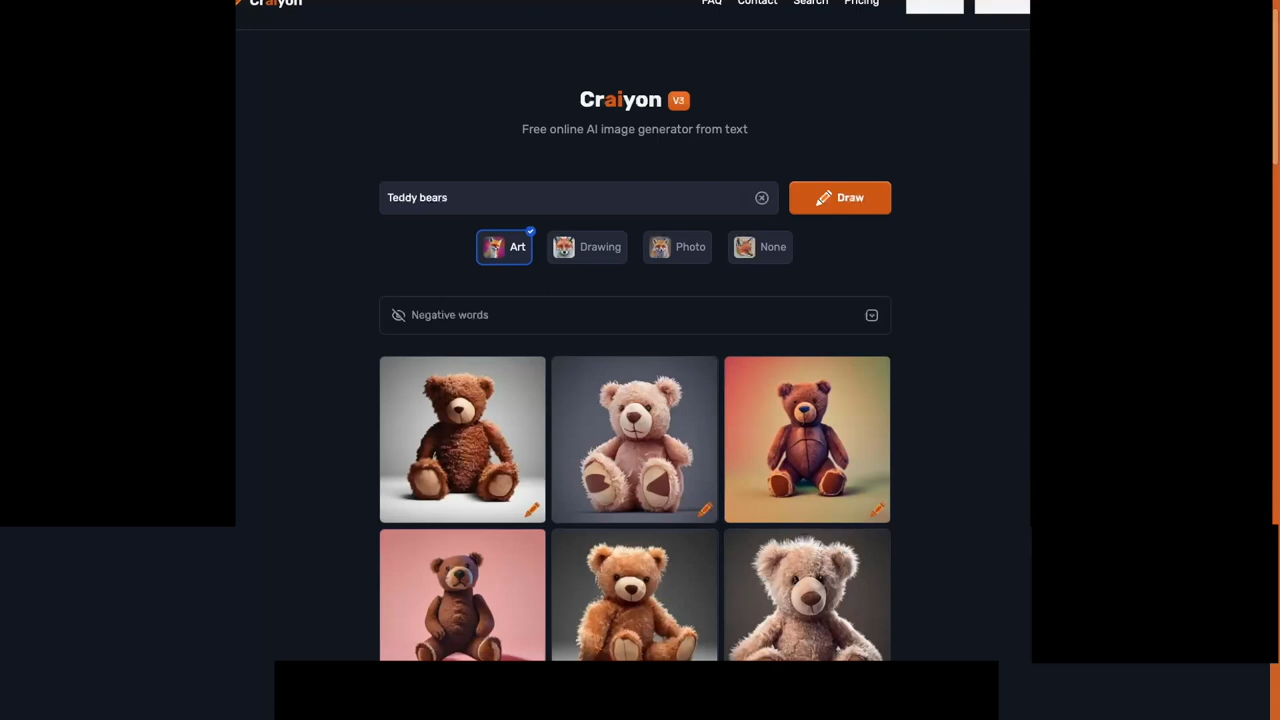 Craiyon
FAQ Contact Search Pricing
Craiyon V3
Free online AI image generator from text
Teddy bears
Draw
Art Drawing Photo None
Negative words